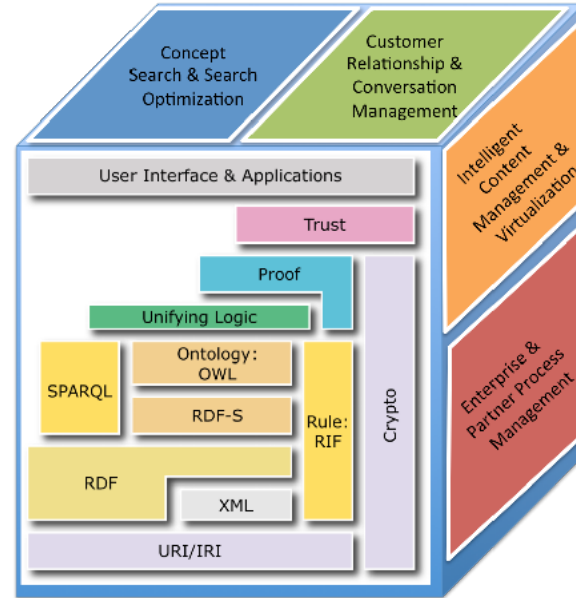 Concept
Search & Search
Optimization
Customer
Relationship &
Conversation
Management
Intelligent
Content
Management &
Virtualization
Enterprise &
Partner Process
Management
User Interface & Applications
Trust
Proof
Unifying Logic
Ontology:
OWL
SPARQL
RDF-S
Rule:
RIF
Crypto
RDF
XML
URI/IRI